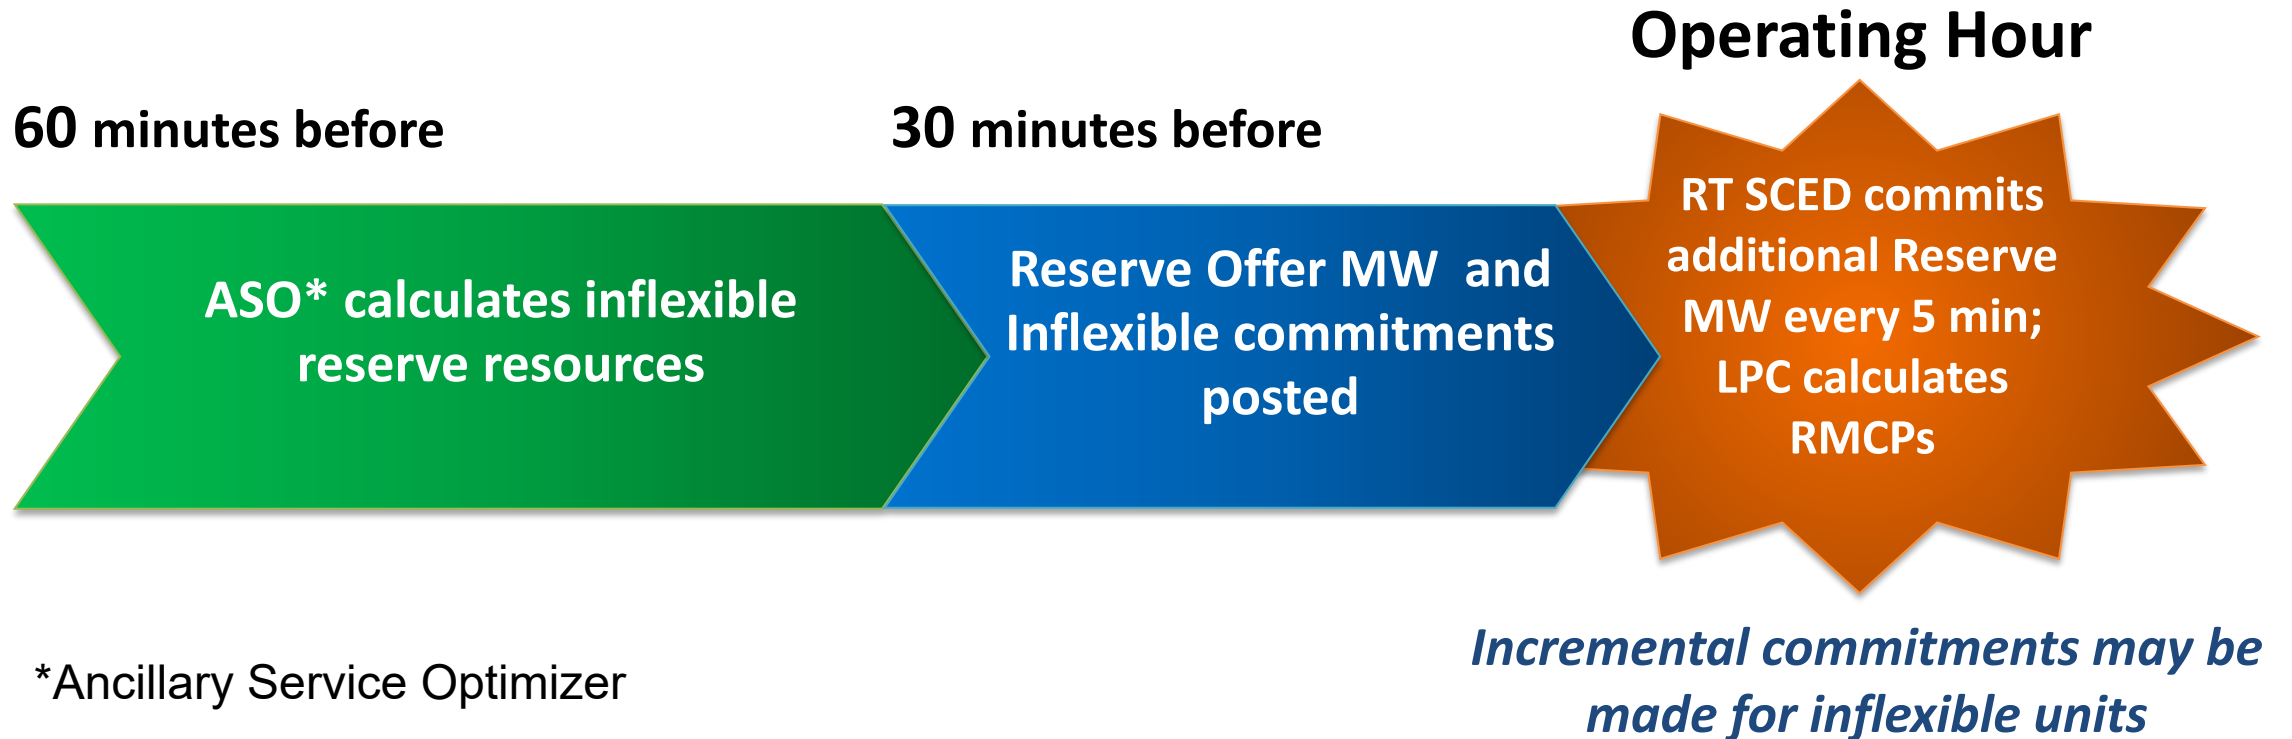 Operating Hour
60 minutes before
30 minutes before
ASO* calculates inflexible
reserve resources
Reserve Offer MW  and
Inflexible commitments
posted
RT SCED commits
additional Reserve
MW every 5 min;
LPC calculates
RMCPs
*Ancillary Service Optimizer
Incremental commitments may be
made for inflexible units